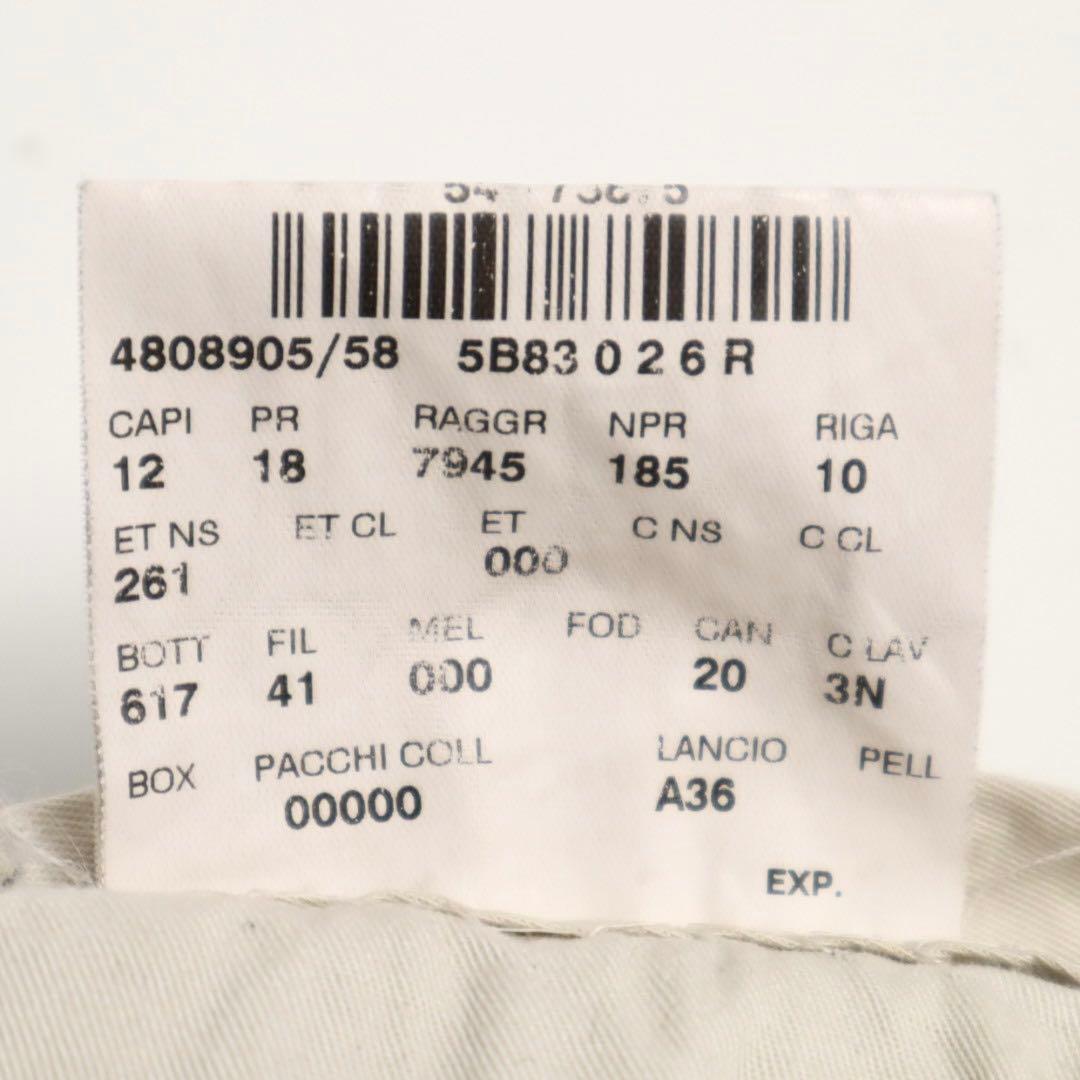 4808905/58 5B83 0 2 6 R
CAPI PR RAGGR NPR RIGA
12 18 7945 185 10
ET NS ET CL ET C NS C CL
261 000
BOTT FIL MEL FOD CAN C LAV
617 41 000 20 3N
BOX PACCHI COLL LANCIO PELL
00000 A36
EXP.